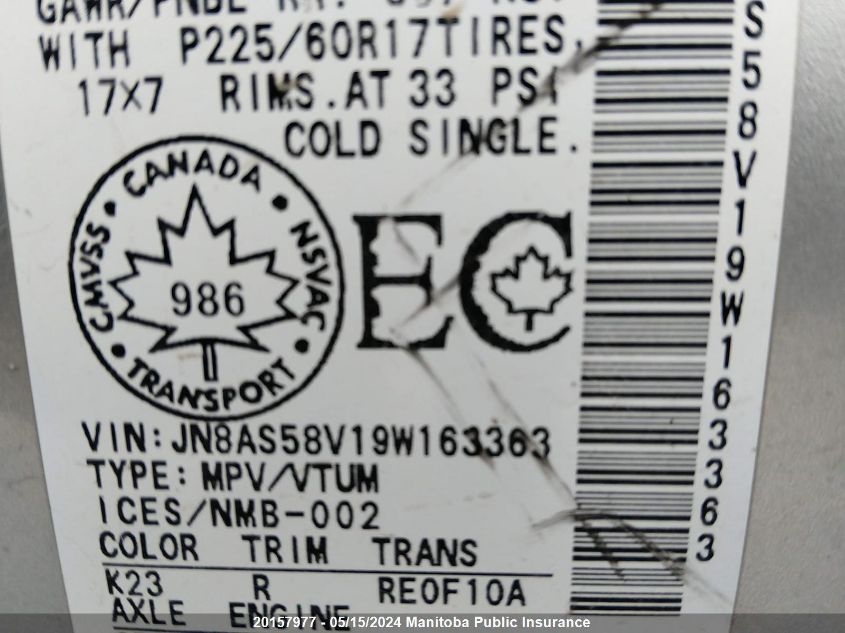 WITH P225/60R17TIRES,
17X7 RIMS.AT 33 PSI
COLD SINGLE.
CANADA
CMVSS
NSVAC
986
TRANSPORT
EC
VIN:JN8AS58V19W163363
TYPE:MPV/VTUM
ICES/NMB-002
COLOR TRIM TRANS
K23 R RE0F10A
AXLE ENGINE
S58V19W163363
20157977 - 05/15/2024 Manitoba Public Insurance